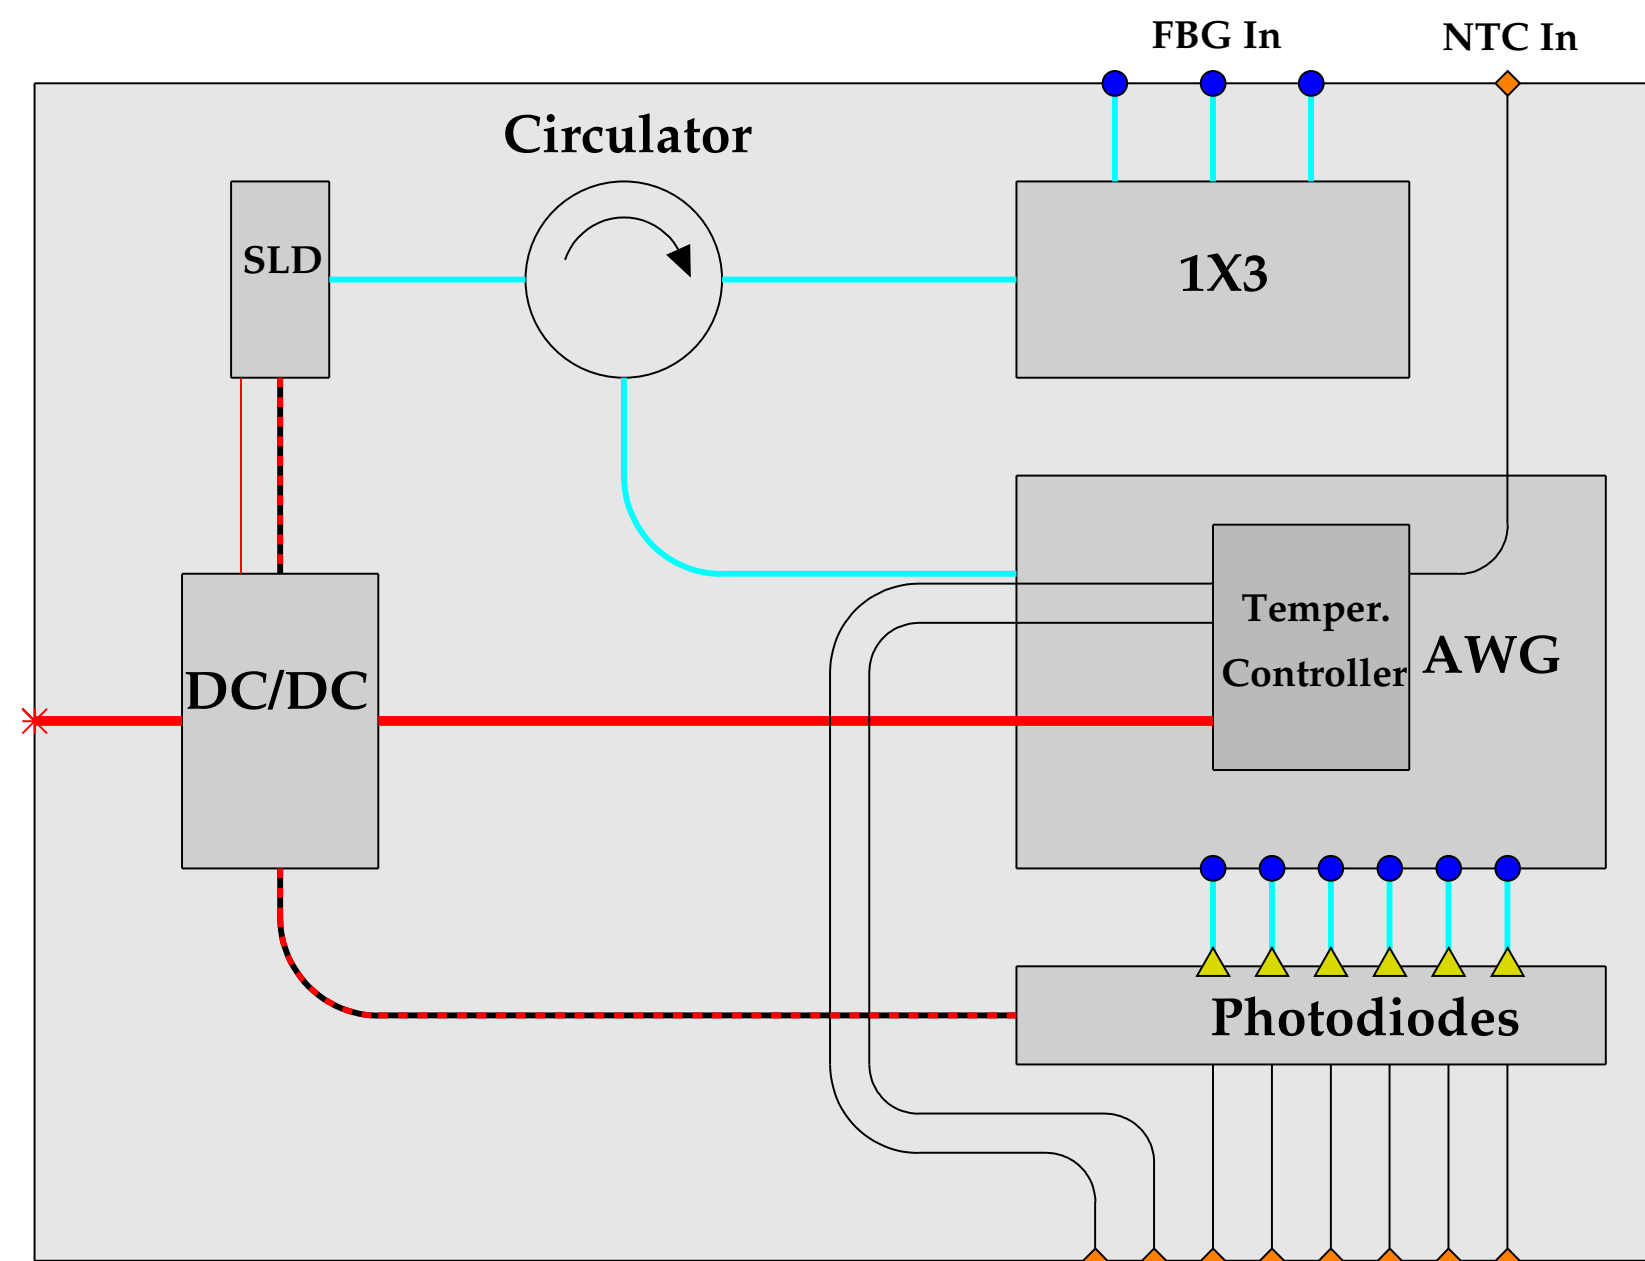 FBG In
NTC In
Circulator
SLD
1X3
Temper.
Controller
AWG
DC/DC
Photodiodes